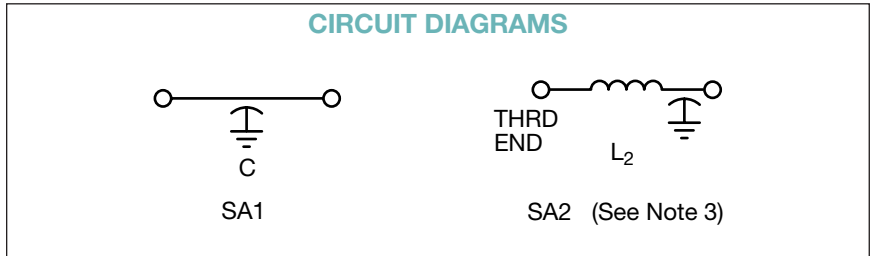 CIRCUIT DIAGRAMS
C
SA1
THRD
END
L₂
SA2 (See Note 3)